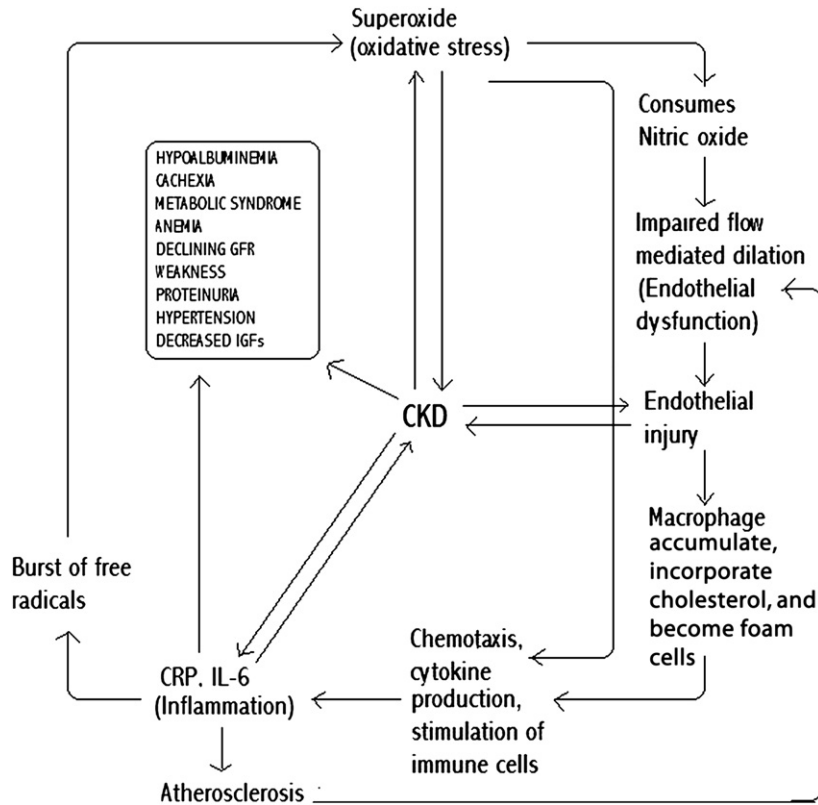 Superoxide
(oxidative stress)
Consumes
Nitric oxide
HYPOALBUMINEMIA
CACHEXIA
METABOLIC SYNDROME
ANEMIA
DECLINING GFR
WEAKNESS
PROTEINURIA
HYPERTENSION
DECREASED IGFs
Impaired flow
mediated dilation
(Endothelial
dysfunction)
CKD
Endothelial
injury
Macrophage
accumulate,
incorporate
cholesterol, and
become foam
cells
Burst of free
radicals
Chemotaxis,
cytokine
production,
stimulation of
immune cells
CRP. IL-6
(Inflammation)
Atherosclerosis